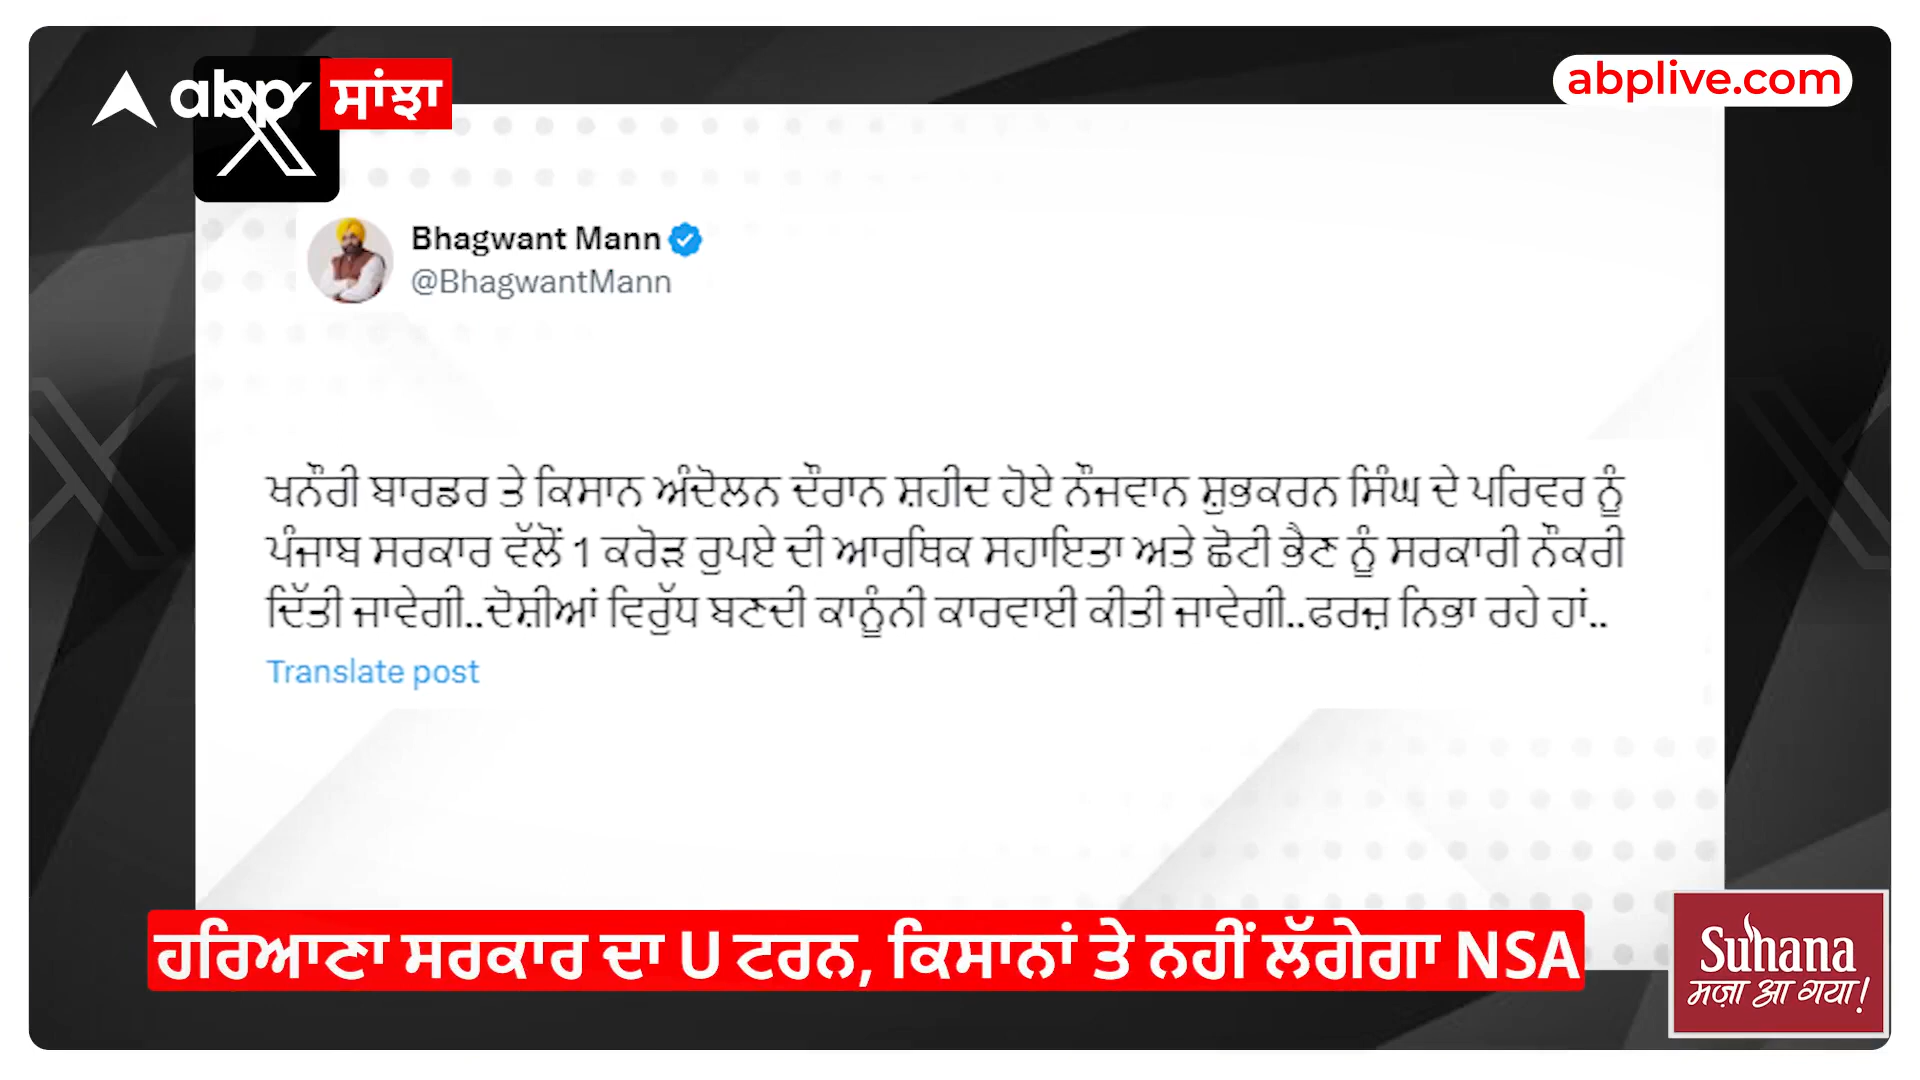 abp ਸਾਂਝਾ
abplive.com
Bhagwant Mann
@BhagwantMann
ਖਨੌਰੀ ਬਾਰਡਰ ਤੇ ਕਿਸਾਨ ਅੰਦੋਲਨ ਦੌਰਾਨ ਸ਼ਹੀਦ ਹੋਏ ਨੌਜਵਾਨ ਸ਼ੁਭਕਰਨ ਸਿੰਘ ਦੇ ਪਰਿਵਰ ਨੂੰ
ਪੰਜਾਬ ਸਰਕਾਰ ਵੱਲੋਂ 1 ਕਰੋੜ ਰੁਪਏ ਦੀ ਆਰਥਿਕ ਸਹਾਇਤਾ ਅਤੇ ਛੋਟੀ ਭੈਣ ਨੂੰ ਸਰਕਾਰੀ ਨੌਕਰੀ
ਦਿੱਤੀ ਜਾਵੇਗੀ..ਦੋਸ਼ੀਆਂ ਵਿਰੁੱਧ ਬਣਦੀ ਕਾਨੂੰਨੀ ਕਾਰਵਾਈ ਕੀਤੀ ਜਾਵੇਗੀ..ਫਰਜ਼ ਨਿਭਾ ਰਹੇ ਹਾਂ..
Translate post
ਹਰਿਆਣਾ ਸਰਕਾਰ ਦਾ U ਟਰਨ, ਕਿਸਾਨਾਂ ਤੇ ਨਹੀਂ ਲੱਗੇਗਾ NSA
Suhana
मज़ा आ गया!